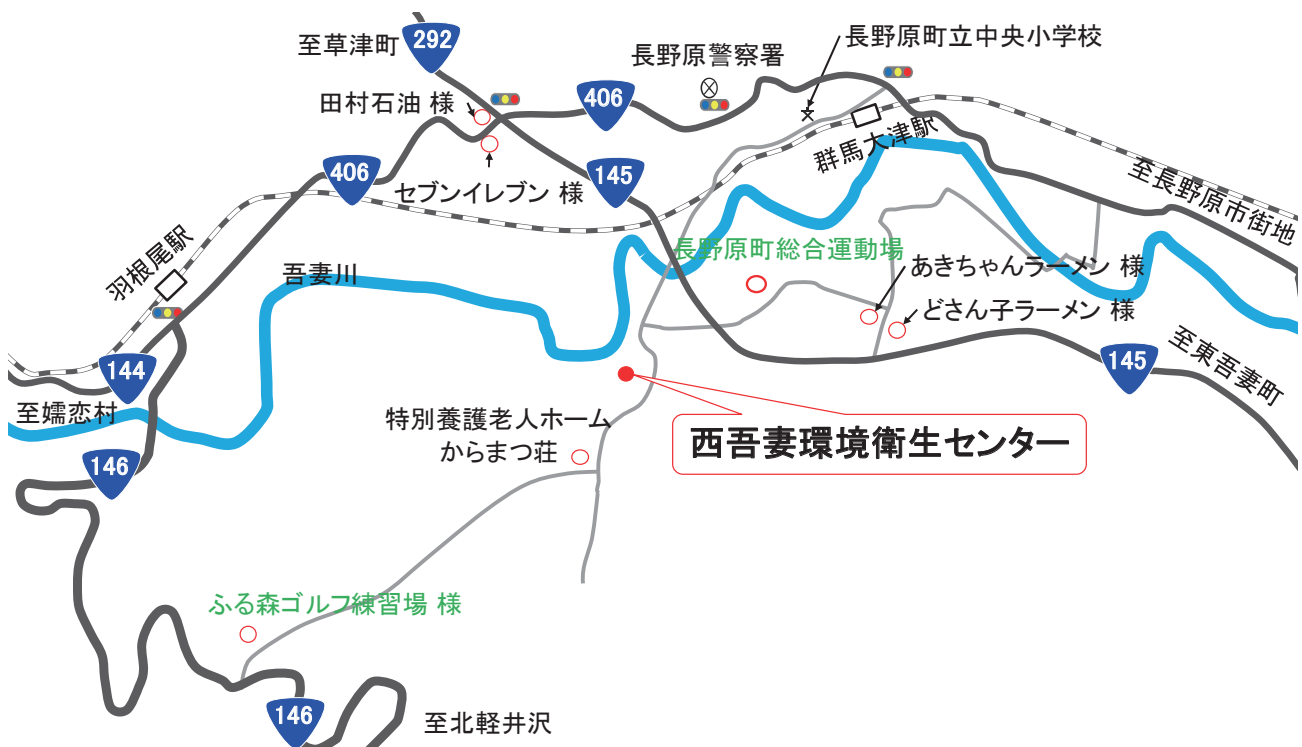 至草津町
292
長野原警察署
長野原町立中央小学校
田村石油 様
406
群馬大津駅
406
セブンイレブン 様
145
至長野原市街地
羽根尾駅
吾妻川
長野原町総合運動場
あきちゃんラーメン 様
どさん子ラーメン 様
144
至嬬恋村
145
至東吾妻町
特別養護老人ホーム
からまつ荘
西吾妻環境衛生センター
146
ふる森ゴルフ練習場 様
146
至北軽井沢